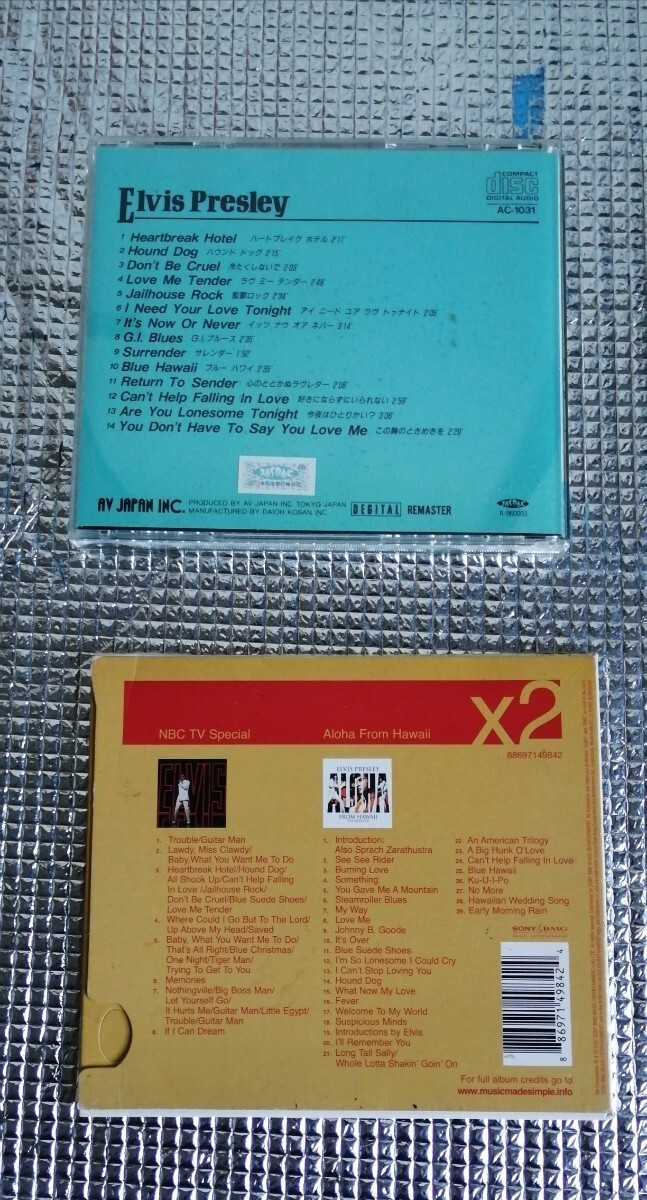 COMPACT
disc
DIGITAL AUDIO
AC-1031
Elvis Presley
1 Heartbreak Hotel ハートブレイク ホテル 2'11"
2 Hound Dog ハウンド ドッグ 2'15"
3 Don't Be Cruel 冷たくしないで 2'03"
4 Love Me Tender ラヴ ミー テンダー 2'46"
5 Jailhouse Rock 監獄ロック 2'34"
6 I Need Your Love Tonight アイ ニード ユア ラヴ トゥナイト 2'05"
7 It's Now Or Never イッツ ナウ オア ネバー 3'14"
8 G.I. Blues G.I.ブルース 2'35"
9 Surrender サレンダー 1'52"
10 Blue Hawaii ブルー ハワイ 2'35"
11 Return To Sender 心のとどかぬラヴレター 2'06"
12 Can't Help Falling In Love 好きにならずにいられない 2'59"
13 Are You Lonesome Tonight 今夜はひとりかい? 3'06"
14 You Don't Have To Say You Love Me この胸のときめきを 2'29"
JASRAC
AV JAPAN INC. PRODUCED BY AV JAPAN INC. TOKYO JAPAN
MANUFACTURED BY DAIOH KOSAN INC
DEGITAL REMASTER
JASRAC
R-960003
x2
NBC TV Special
Aloha From Hawaii
88697149842
ELVIS
ELVIS PRESLEY
ALOHA
FROM HAWAII
1. Trouble/Guitar Man
2. Lawdy, Miss Clawdy/
Baby,What You Want Me To Do
3. Heartbreak Hotel/Hound Dog/
All Shook Up/Can't Help Falling
In Love /Jailhouse Rock/
Don't Be Cruel/Blue Suede Shoes/
Love Me Tender
4. Where Could I Go But To The Lord/
Up Above My Head/Saved
5. Baby, What You Want Me To Do/
That's All Right/Blue Christmas/
One Night/Tiger Man/
Trying To Get To You
6. Memories
7. Nothingville/Big Boss Man/
Let Yourself Go/
It Hurts Me/Guitar Man/Little Egypt/
Trouble/Guitar Man
8. If I Can Dream
1. Introduction:
Also Sprach Zarathustra
2. See See Rider
3. Burning Love
4. Something
5. You Gave Me A Mountain
6. Steamroller Blues
7. My Way
8. Love Me
9. Johnny B. Goode
10. It's Over
11. Blue Suede Shoes
12. I'm So Lonesome I Could Cry
13. I Can't Stop Loving You
14. Hound Dog
15. What Now My Love
16. Fever
17. Welcome To My World
18. Suspicious Minds
19. Introductions by Elvis
20. I'll Remember You
21. Long Tall Sally/
Whole Lotta Shakin' Goin' On
22. An American Trilogy
23. A Big Hunk O'Love
24. Can't Help Falling In Love
25. Blue Hawaii
26. Ku-U-I-Po
27. No More
28. Hawaiian Wedding Song
29. Early Morning Rain
SONY BMG
MUSIC ENTERTAINMENT
8 86971 49842 4
For full album credits go to
www.musicmadesimple.info